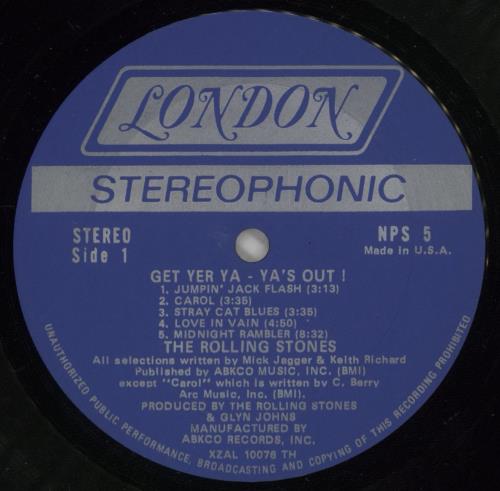 LONDON
STEREOPHONIC
STEREO
Side 1
NPS 5
Made in U.S.A.
GET YER YA - YA'S OUT !
1. JUMPIN' JACK FLASH (3:13)
2. CAROL (3:35)
3. STRAY CAT BLUES (3:35)
4. LOVE IN VAIN (4:50)
5. MIDNIGHT RAMBLER (8:32)
THE ROLLING STONES
All selections written by Mick Jagger & Keith Richard
Published by ABKCO MUSIC, INC. (BMI)
except "Carol" which is written by C. Berry
Arc Music, Inc. (BMI).
PRODUCED BY THE ROLLING STONES
& GLYN JOHNS
MANUFACTURED BY
ABKCO RECORDS, INC.
XZAL 10076 TH
UNAUTHORIZED PUBLIC PERFORMANCE, BROADCASTING AND COPYING OF THIS RECORDING PROHIBITED